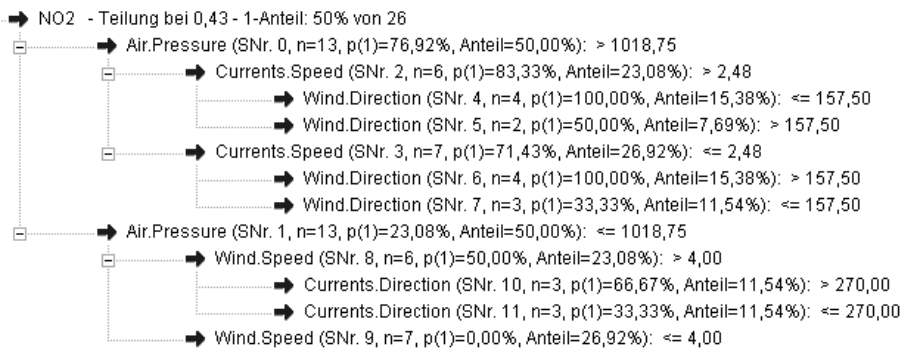 NO2 - Teilung bei 0,43 - 1-Anteil: 50% von 26
Air.Pressure (SNr. 0, n=13, p(1)=76,92%, Anteil=50,00%): > 1018,75
Currents.Speed (SNr. 2, n=6, p(1)=83,33%, Anteil=23,08%): > 2,48
Wind.Direction (SNr. 4, n=4, p(1)=100,00%, Anteil=15,38%): <= 157,50
Wind.Direction (SNr. 5, n=2, p(1)=50,00%, Anteil=7,69%): > 157,50
Currents.Speed (SNr. 3, n=7, p(1)=71,43%, Anteil=26,92%): <= 2,48
Wind.Direction (SNr. 6, n=4, p(1)=100,00%, Anteil=15,38%): > 157,50
Wind.Direction (SNr. 7, n=3, p(1)=33,33%, Anteil=11,54%): <= 157,50
Air.Pressure (SNr. 1, n=13, p(1)=23,08%, Anteil=50,00%): <= 1018,75
Wind.Speed (SNr. 8, n=6, p(1)=50,00%, Anteil=23,08%): > 4,00
Currents.Direction (SNr. 10, n=3, p(1)=66,67%, Anteil=11,54%): > 270,00
Currents.Direction (SNr. 11, n=3, p(1)=33,33%, Anteil=11,54%): <= 270,00
Wind.Speed (SNr. 9, n=7, p(1)=0,00%, Anteil=26,92%): <= 4,00